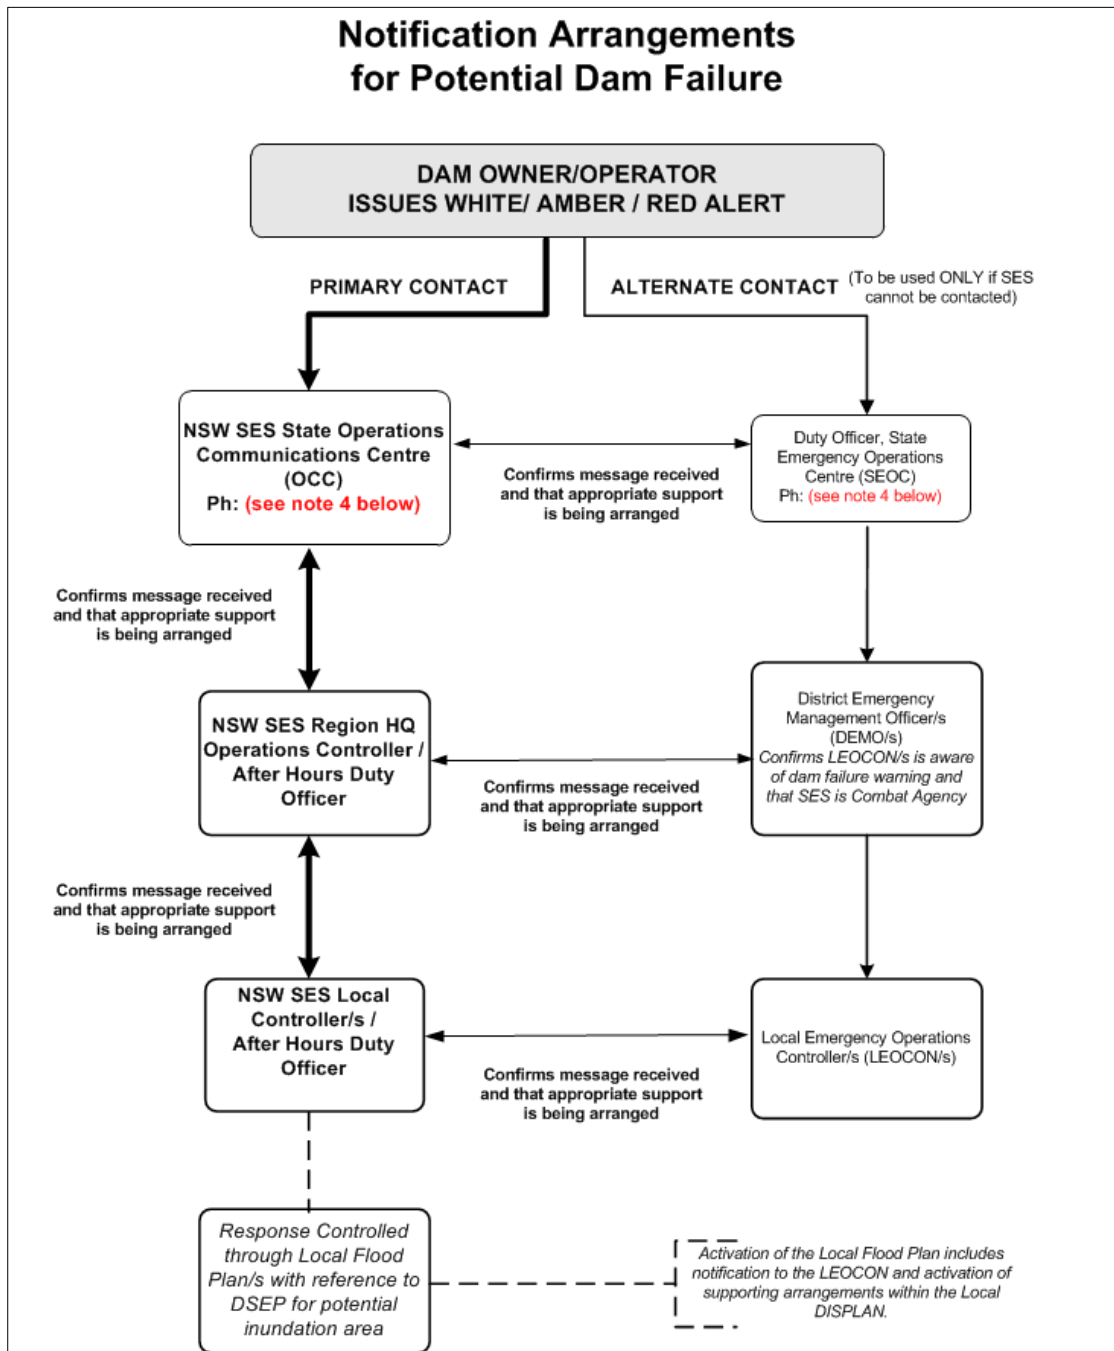 Notification Arrangements
for Potential Dam Failure
DAM OWNER/OPERATOR
ISSUES WHITE/ AMBER / RED ALERT
PRIMARY CONTACT
ALTERNATE CONTACT
(To be used ONLY if SES
cannot be contacted)
NSW SES State Operations
Communications Centre
(OCC)
Ph: (see note 4 below)
Confirms message received
and that appropriate support
is being arranged
Duty Officer, State
Emergency Operations
Centre (SEOC)
Ph: (see note 4 below)
Confirms message received
and that appropriate support
is being arranged
NSW SES Region HQ
Operations Controller /
After Hours Duty
Officer
Confirms message received
and that appropriate support
is being arranged
District Emergency
Management Officer/s
(DEMO/s)
Confirms LEOCON/s is aware
of dam failure warning and
that SES is Combat Agency
Confirms message received
and that appropriate support
is being arranged
NSW SES Local
Controller/s /
After Hours Duty
Officer
Confirms message received
and that appropriate support
is being arranged
Local Emergency Operations
Controller/s (LEOCON/s)
Response Controlled
through Local Flood
Plan/s with reference to
DSEP for potential
inundation area
Activation of the Local Flood Plan includes
notification to the LEOCON and activation of
supporting arrangements within the Local
DISPLAN.